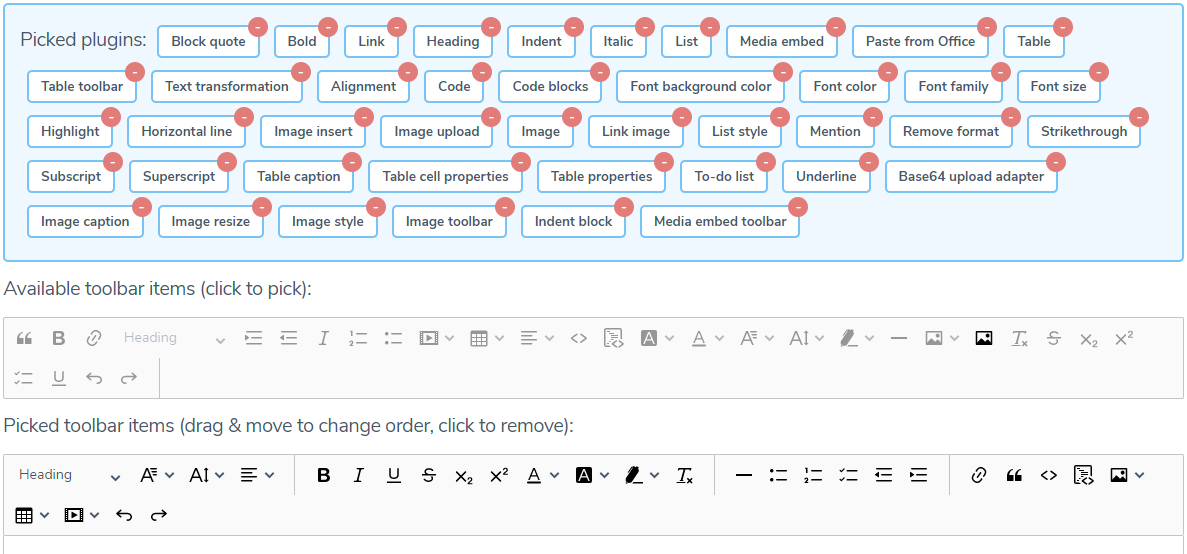 Picked plugins: Block quote - Bold - Link - Heading - Indent - Italic - List - Media embed - Paste from Office - Table -
Table toolbar - Text transformation - Alignment - Code - Code blocks - Font background color - Font color - Font family - Font size -
Highlight - Horizontal line - Image insert - Image upload - Image - Link image - List style - Mention - Remove format - Strikethrough -
Subscript - Superscript - Table caption - Table cell properties - Table properties - To-do list - Underline - Base64 upload adapter -
Image caption - Image resize - Image style - Image toolbar - Indent block - Media embed toolbar -
Available toolbar items (click to pick):
Heading
Picked toolbar items (drag & move to change order, click to remove):
Heading